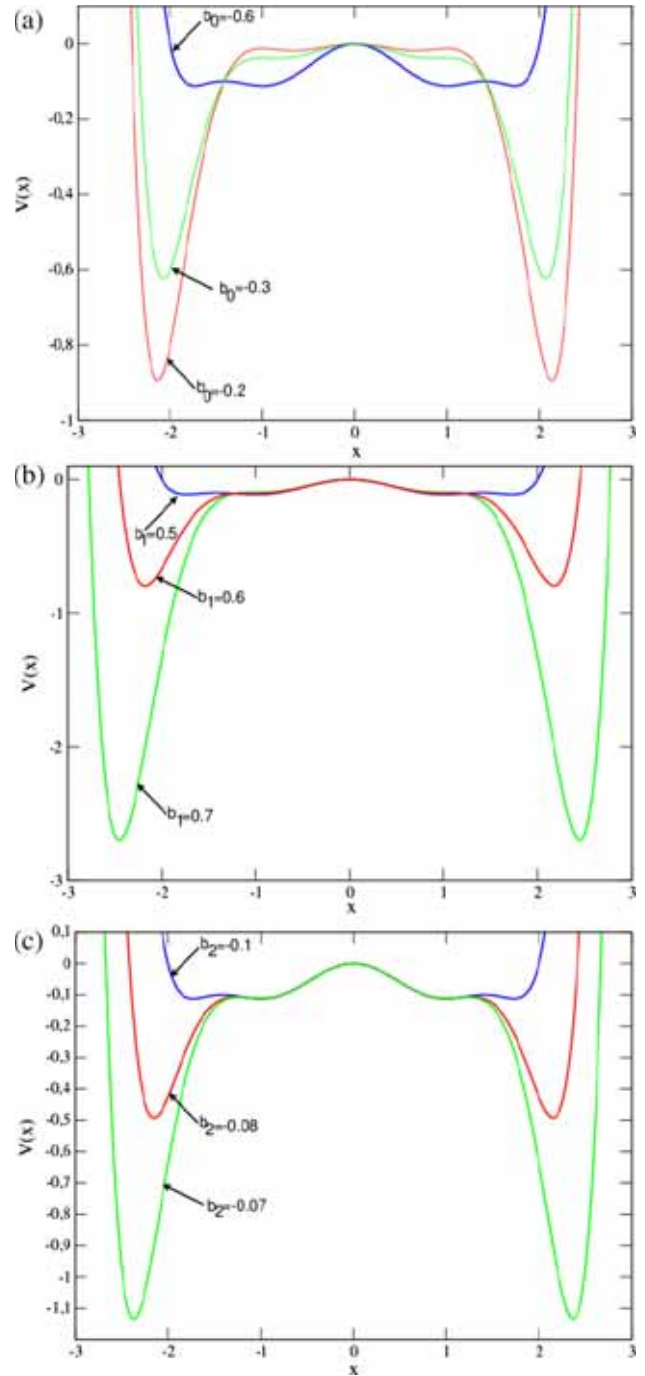 (a)
b0=-0.6
0
-0,2
-0,4
-0,6
-0,8
-1
V(x)
b0=-0.3
b0=-0.2
-3 -2 -1 0 1 2 3
x
(b)
0
-1
-2
-3
V(x)
b1=0.5
b1=0.6
b1=0.7
-3 -2 -1 0 1 2 3
x
(c)
0,1
0
-0,1
-0,2
-0,3
-0,4
-0,5
-0,6
-0,7
-0,8
-0,9
-1
-1,1
V(x)
b2=-0.1
b2=-0.08
b2=-0.07
-3 -2 -1 0 1 2 3
x